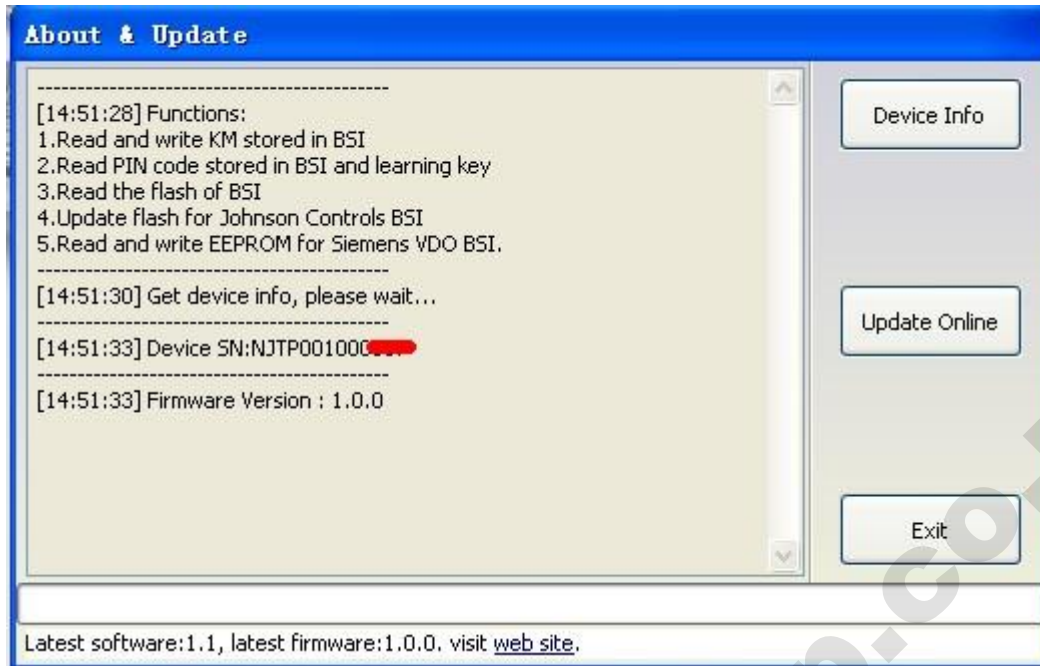 About & Update
--------------------------------------------
[14:51:28] Functions:
1.Read and write KM stored in BSI
2.Read PIN code stored in BSI and learning key
3.Read the flash of BSI
4.Update flash for Johnson Controls BSI
5.Read and write EEPROM for Siemens VDO BSI.
--------------------------------------------
[14:51:30] Get device info, please wait...
--------------------------------------------
[14:51:33] Device SN:
--------------------------------------------
[14:51:33] Firmware Version : 1.0.0
Device Info
Update Online
Exit
Latest software:1.1, latest firmware:1.0.0. visit web site.